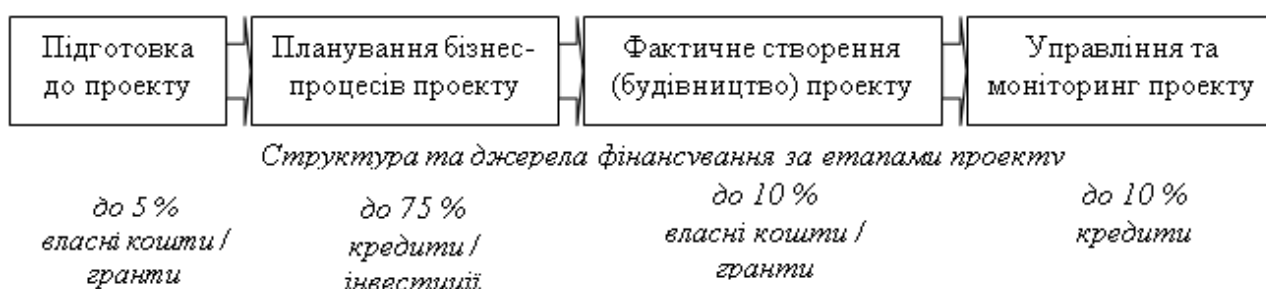 Підготовка
до проекту
Планування бізнес-
процесів проекту
Фактичне створення
(будівництво) проекту
Управління та
моніторинг проекту
Структура та джерела фінансування за етапами проекту
до 5 %
власні кошти /
гранти
до 75 %
кредити /
інвестиції
до 10 %
власні кошти /
гранти
до 10 %
кредити